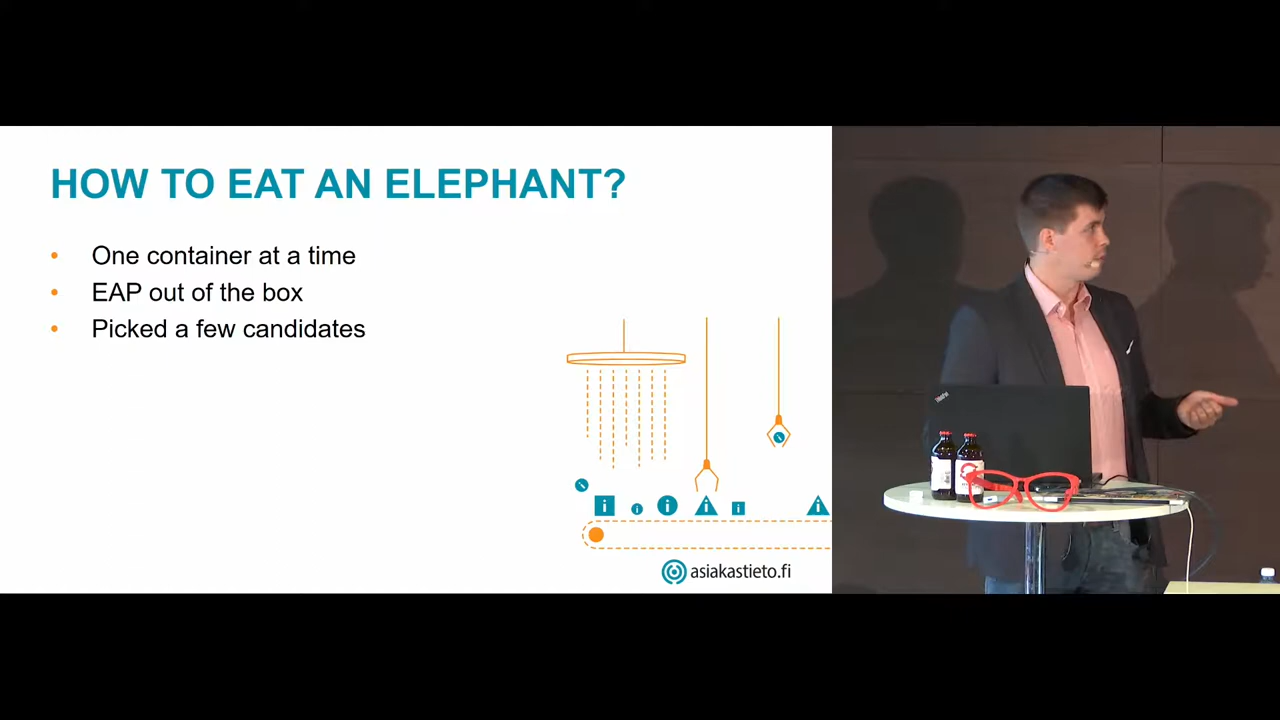 HOW TO EAT AN ELEPHANT?
• One container at a time
• EAP out of the box
• Picked a few candidates
i
i
i
i
i
i
asiakastieto.fi
ThinkPad